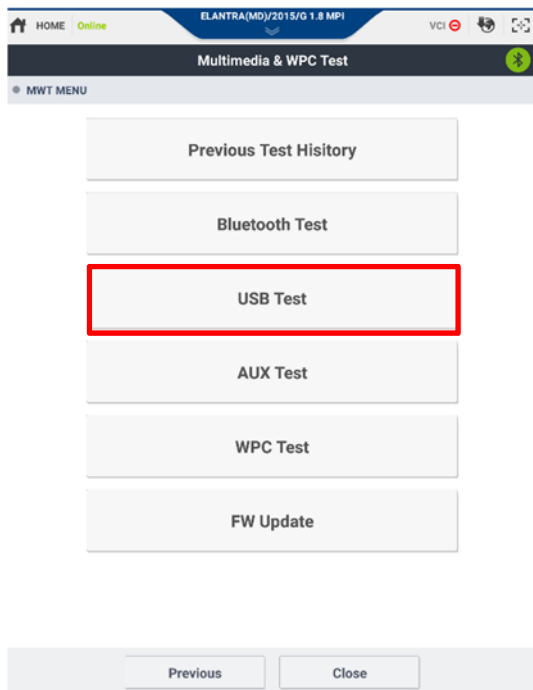 HOME Online ELANTRA(MD)/2015/G 1.8 MPI VCI
Multimedia & WPC Test
MWT MENU
Previous Test Hisitory
Bluetooth Test
USB Test
AUX Test
WPC Test
FW Update
Previous Close